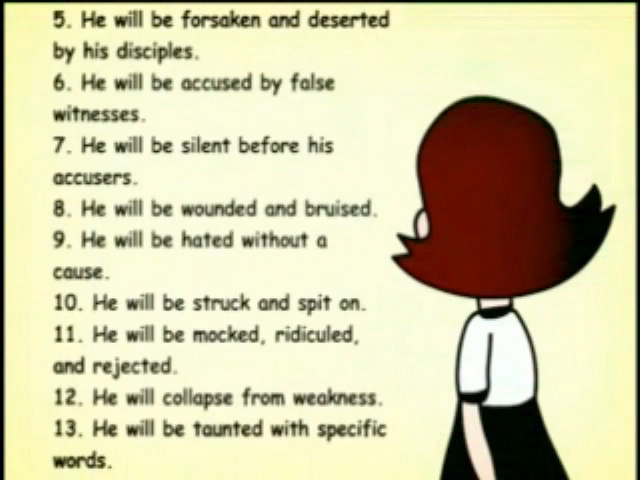 5. He will be forsaken and deserted
by his disciples.
6. He will be accused by false
witnesses.
7. He will be silent before his
accusers.
8. He will be wounded and bruised.
9. He will be hated without a
cause.
10. He will be struck and spit on.
11. He will be mocked, ridiculed,
and rejected.
12. He will collapse from weakness.
13. He will be taunted with specific
words.